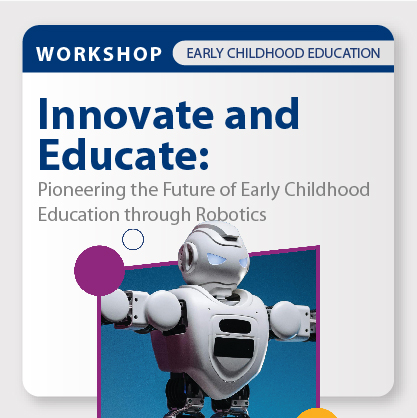 WORKSHOP EARLY CHILDHOOD EDUCATION
Innovate and
Educate:
Pioneering the Future of Early Childhood
Education through Robotics